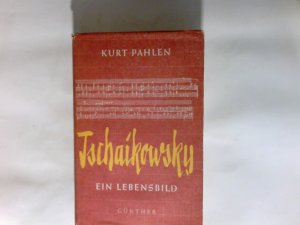 KURT PAHLEN
Tschaikowsky
EIN LEBENSBILD
GÜNTHER